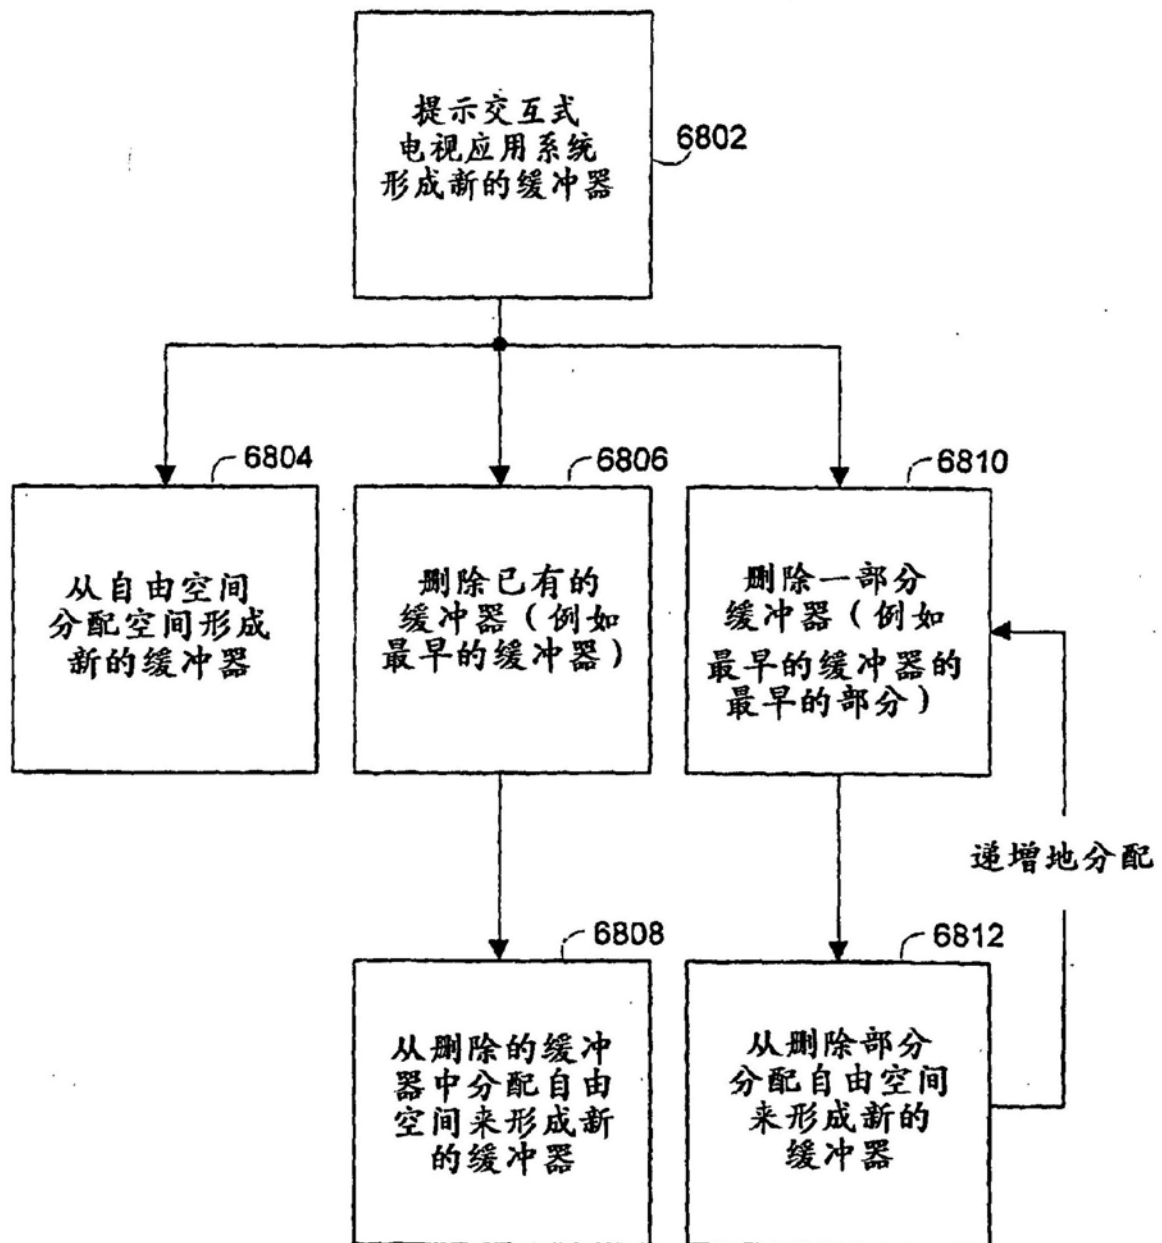 提示交互式
电视应用系统
形成新的缓冲器
6802
6804
从自由空间
分配空间形成
新的缓冲器
6806
删除已有的
缓冲器（例如
最早的缓冲器）
6810
删除一部分
缓冲器（例如
最早的缓冲器的
最早的部分）
递增地分配
6808
从删除的缓冲
器中分配自由
空间来形成新
的缓冲器
6812
从删除部分
分配自由空间
来形成新的
缓冲器